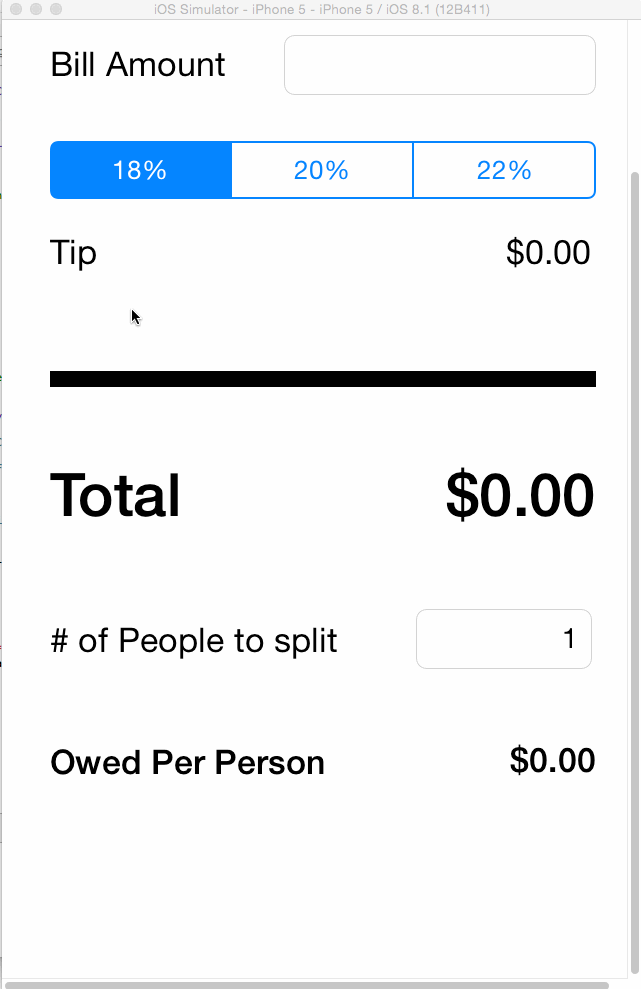 iOS Simulator - iPhone 5 - iPhone 5 / iOS 8.1 (12B411)
Bill Amount
18% 20% 22%
Tip $0.00
Total $0.00
# of People to split 1
Owed Per Person $0.00